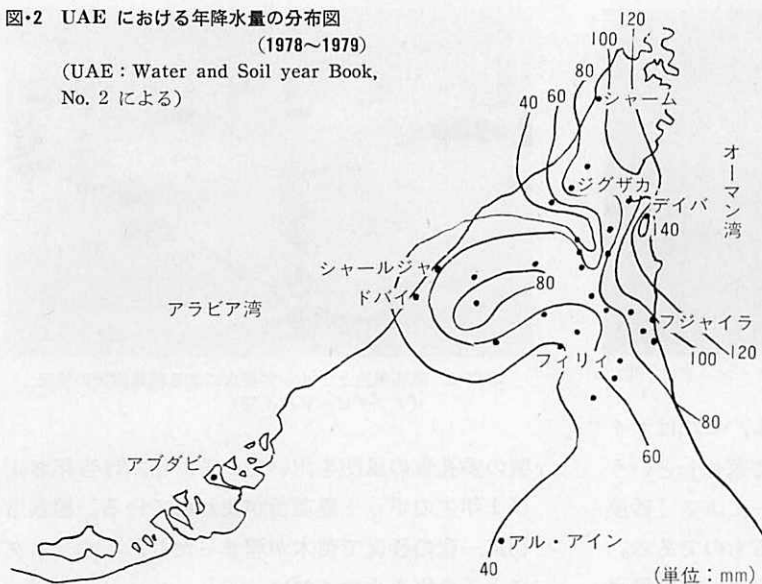 図・2 UAE における年降水量の分布図
(1978〜1979)
(UAE : Water and Soil year Book,
No. 2 による)
120
100
80
60
40
シャーム
ジグザカ
オーマン湾
デイバ
140
シャールジャ
ドバイ
80
アラビア湾
フジャイラ
100
120
フィリイ
80
60
アブダビ
アル・アイン
40
(単位:mm)